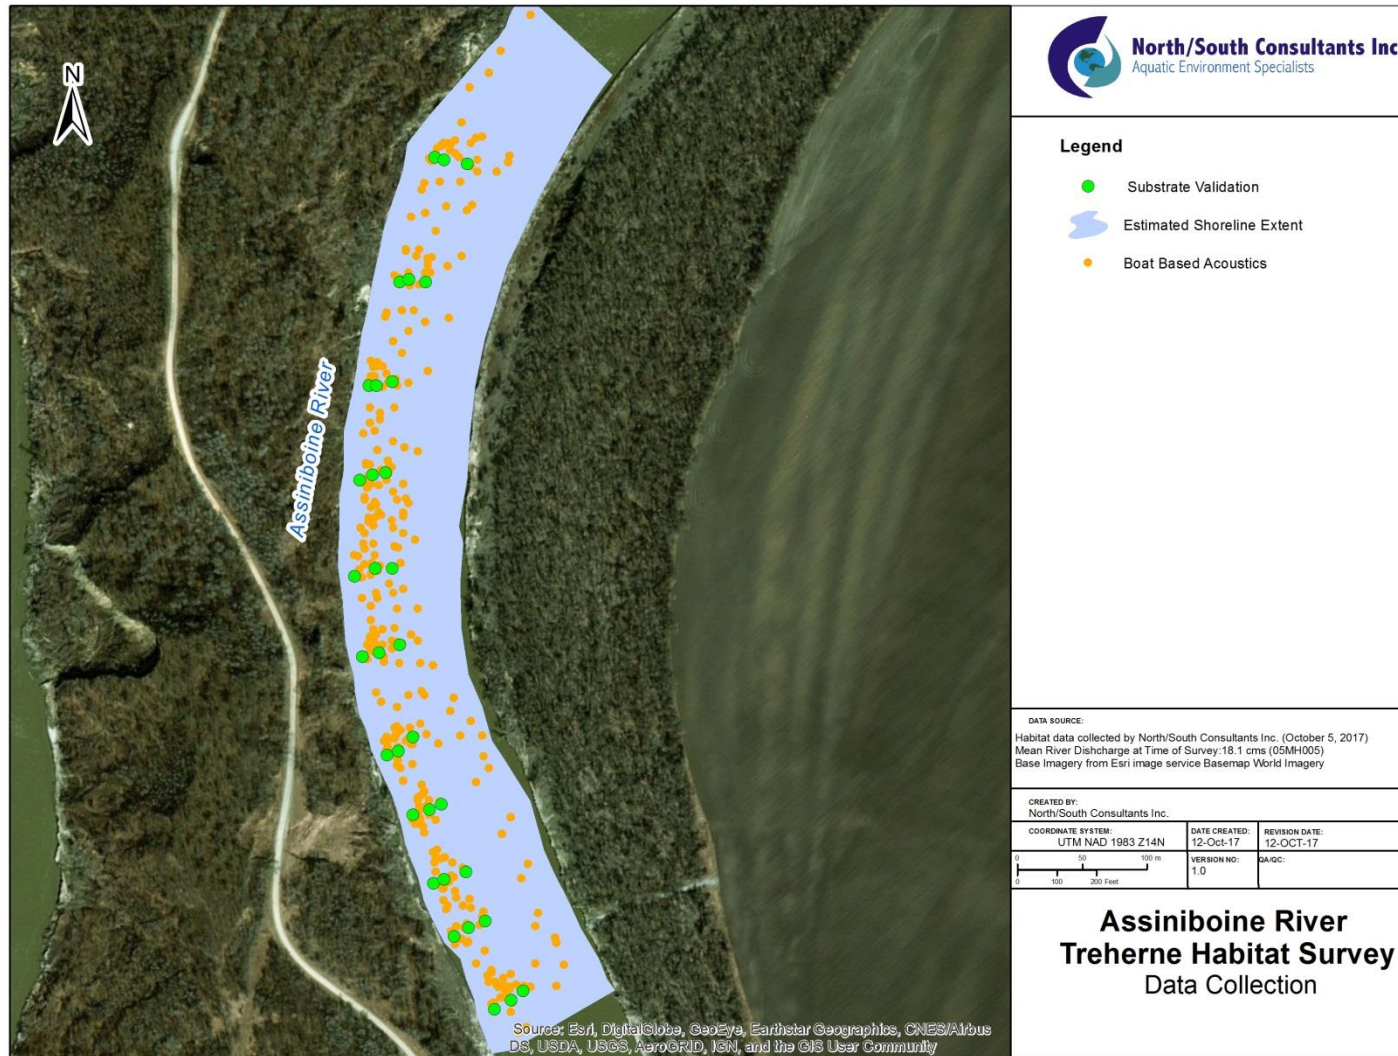 N
Assiniboine River
Source: Esri, DigitalGlobe, GeoEye, Earthstar Geographics, CNES/Airbus
DS, USDA, USGS, AeroGRID, IGN, and the GIS User Community
North/South Consultants Inc
Aquatic Environment Specialists
Legend
Substrate Validation
Estimated Shoreline Extent
Boat Based Acoustics
DATA SOURCE:
Habitat data collected by North/South Consultants Inc. (October 5, 2017)
Mean River Dishcharge at Time of Survey:18.1 cms (05MH005)
Base Imagery from Esri image service Basemap World Imagery
CREATED BY:
North/South Consultants Inc.
COORDINATE SYSTEM:
UTM NAD 1983 Z14N
DATE CREATED:
12-Oct-17
REVISION DATE:
12-OCT-17
0 50 100 m
0 100 200 Feet
VERSION NO:
1.0
QA/QC:
Assiniboine River
Treherne Habitat Survey
Data Collection